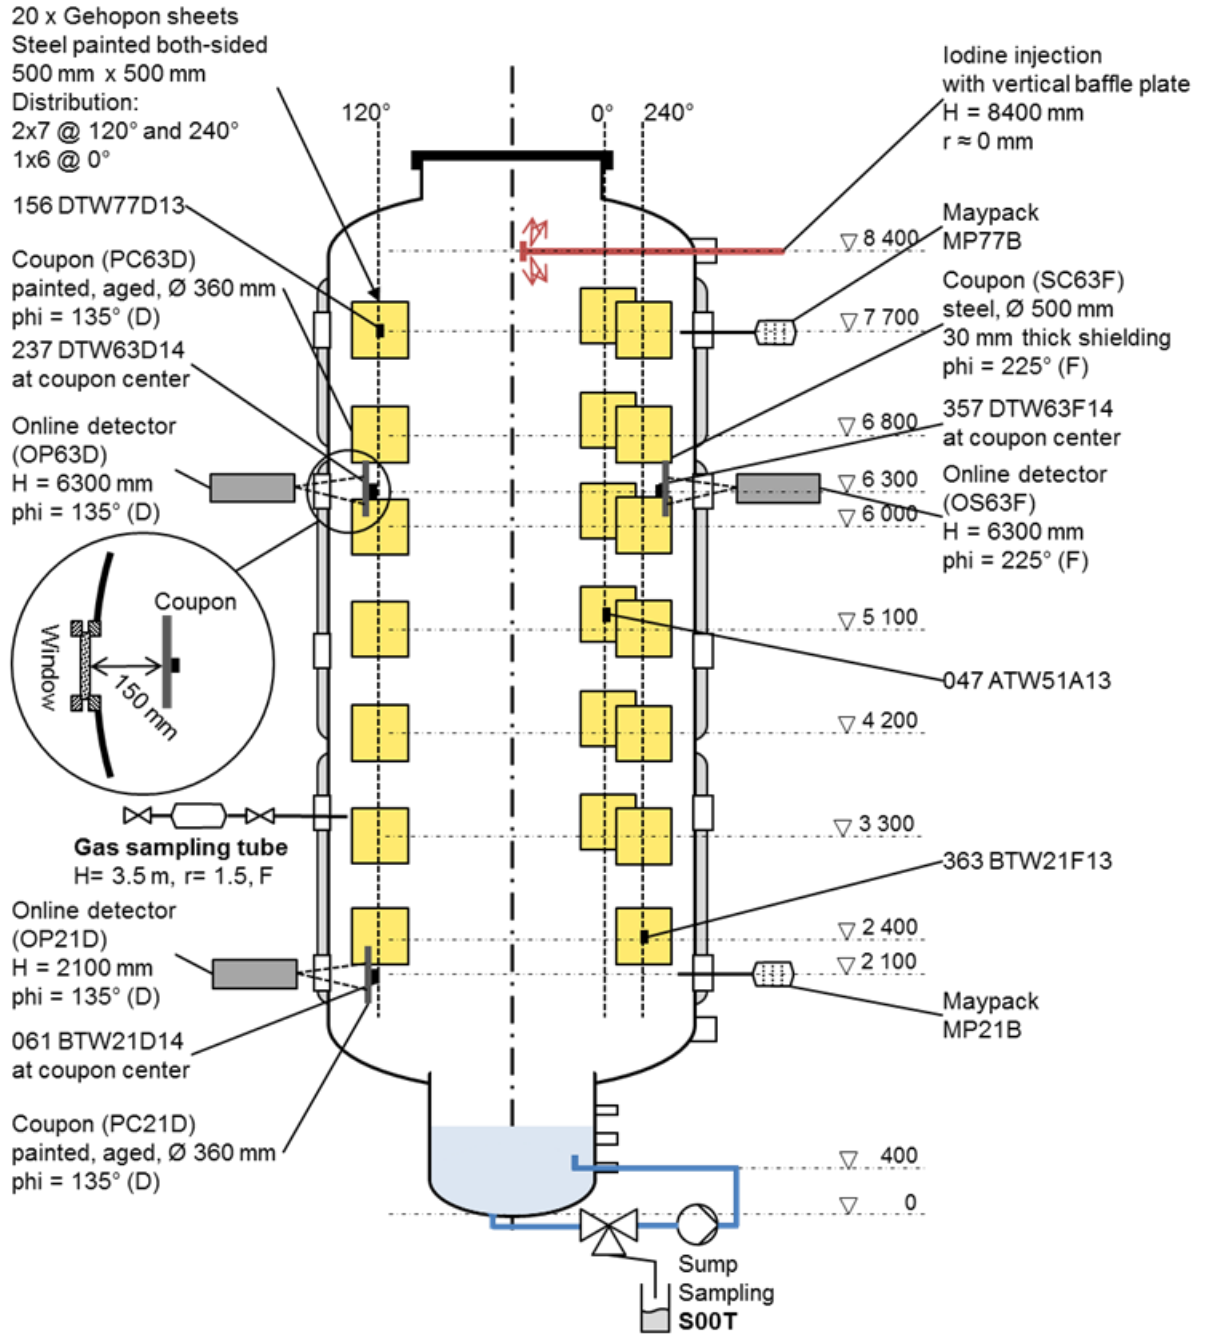 20 x Gehopon sheets
Steel painted both-sided
500 mm x 500 mm
Distribution:
2x7 @ 120° and 240°
1x6 @ 0°
156 DTW77D13
Coupon (PC63D)
painted, aged, Ø 360 mm
phi = 135° (D)
237 DTW63D14
at coupon center
Online detector
(OP63D)
H = 6300 mm
phi = 135° (D)
Coupon
Window
150 mm
Gas sampling tube
H= 3.5 m, r= 1.5, F
Online detector
(OP21D)
H = 2100 mm
phi = 135° (D)
061 BTW21D14
at coupon center
Coupon (PC21D)
painted, aged, Ø 360 mm
phi = 135° (D)
120°
0°
240°
Iodine injection
with vertical baffle plate
H = 8400 mm
r ≈ 0 mm
▽ 8 400
Maypack
MP77B
▽ 7 700
Coupon (SC63F)
steel, Ø 500 mm
30 mm thick shielding
phi = 225° (F)
357 DTW63F14
at coupon center
▽ 6 800
▽ 6 300
▽ 6 000
Online detector
(OS63F)
H = 6300 mm
phi = 225° (F)
▽ 5 100
047 ATW51A13
▽ 4 200
▽ 3 300
363 BTW21F13
▽ 2 400
▽ 2 100
Maypack
MP21B
▽ 400
▽ 0
Sump
Sampling
S00T